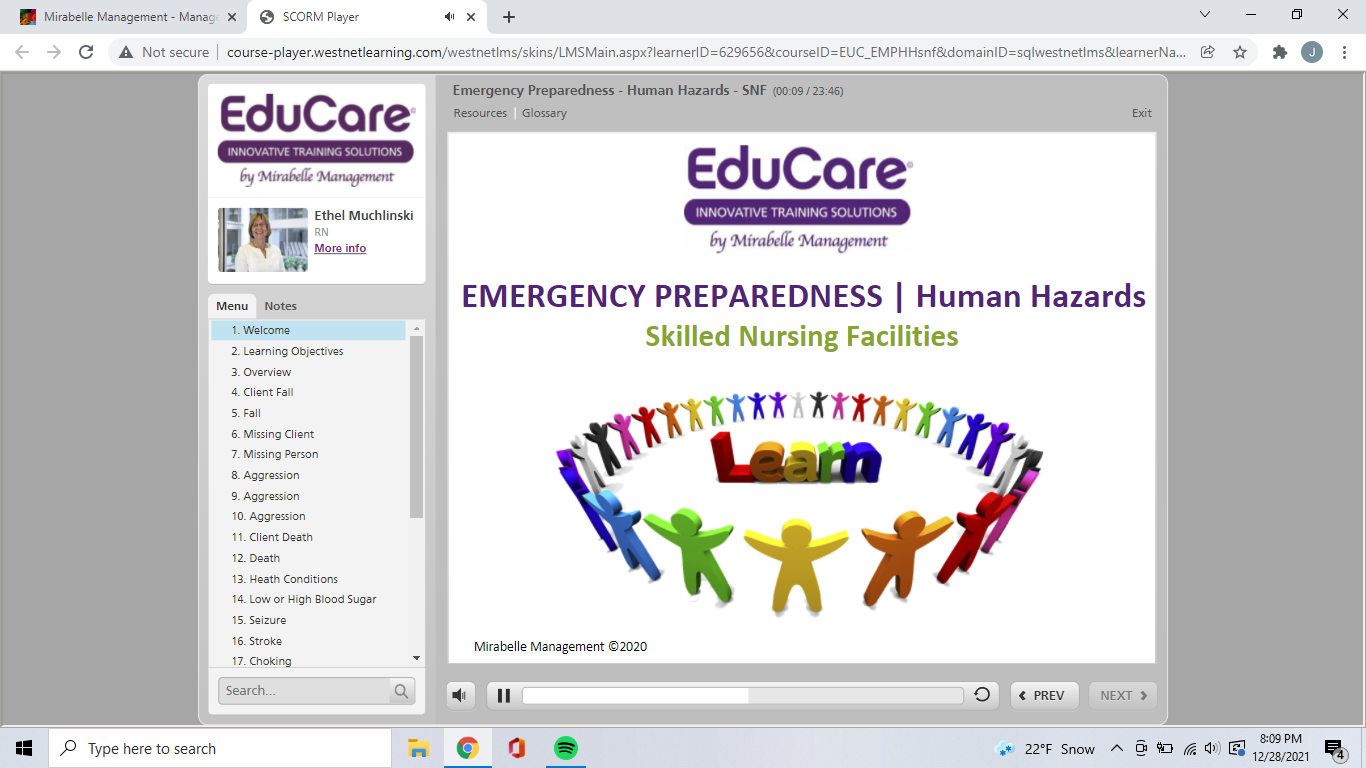 Mirabelle Management - Manag
SCORM Player
Not secure
course-player.westnetlearning.com/westnetlms/skins/LMSMain.aspx?learnerID=629656&courseID=EUC_EMPHHsnf&domainID=sqlwestnetlms&learnerNa...
J
EduCare
INNOVATIVE TRAINING SOLUTIONS
by Mirabelle Management
Ethel Muchlinski
RN
More info
Menu
Notes
1. Welcome
2. Learning Objectives
3. Overview
4. Client Fall
5. Fall
6. Missing Client
7. Missing Person
8. Aggression
9. Aggression
10. Aggression
11. Client Death
12. Death
13. Heath Conditions
14. Low or High Blood Sugar
15. Seizure
16. Stroke
17. Choking
Search...
Emergency Preparedness - Human Hazards - SNF (00:09 / 23:46)
Resources | Glossary
Exit
EduCare®
INNOVATIVE TRAINING SOLUTIONS
by Mirabelle Management
EMERGENCY PREPAREDNESS | Human Hazards
Skilled Nursing Facilities
Learn
Mirabelle Management ©2020
PREV
NEXT
Type here to search
22°F Snow
8:09 PM
12/28/2021
4